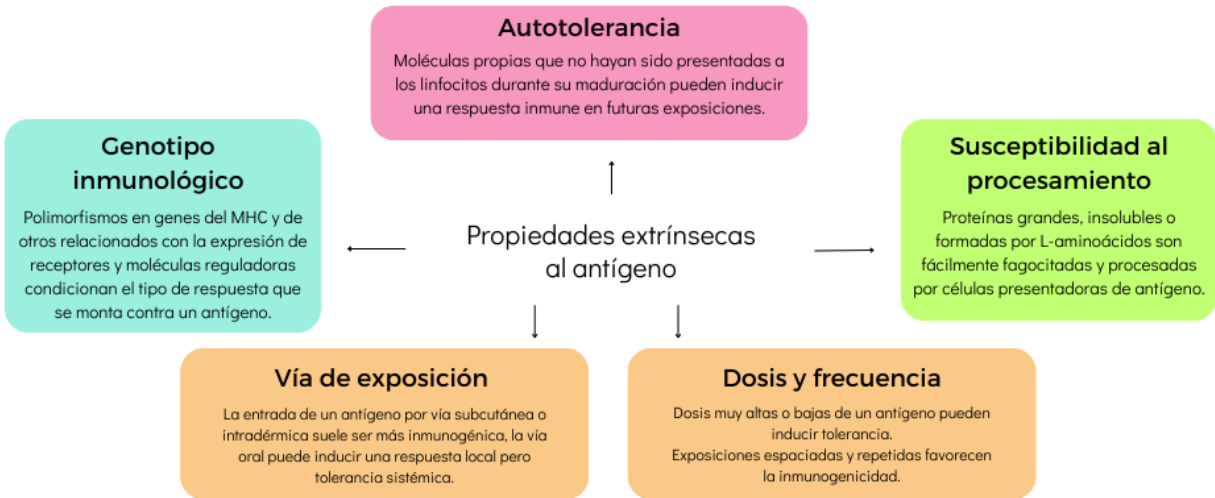 Autotolerancia
Moléculas propias que no hayan sido presentadas a
los linfocitos durante su maduración pueden inducir
una respuesta inmune en futuras exposiciones.
Genotipo
inmunológico
Polimorfismos en genes del MHC y de
otros relacionados con la expresión de
receptores y moléculas reguladoras
condicionan el tipo de respuesta que
se monta contra un antígeno.
Propiedades extrínsecas
al antígeno
Susceptibilidad al
procesamiento
Proteínas grandes, insolubles o
formadas por L-aminoácidos son
fácilmente fagocitadas y procesadas
por células presentadoras de antígeno.
Vía de exposición
La entrada de un antígeno por vía subcutánea o
intradérmica suele ser más inmunogénica, la vía
oral puede inducir una respuesta local pero
tolerancia sistémica.
Dosis y frecuencia
Dosis muy altas o bajas de un antígeno pueden
inducir tolerancia.
Exposiciones espaciadas y repetidas favorecen
la inmunogenicidad.